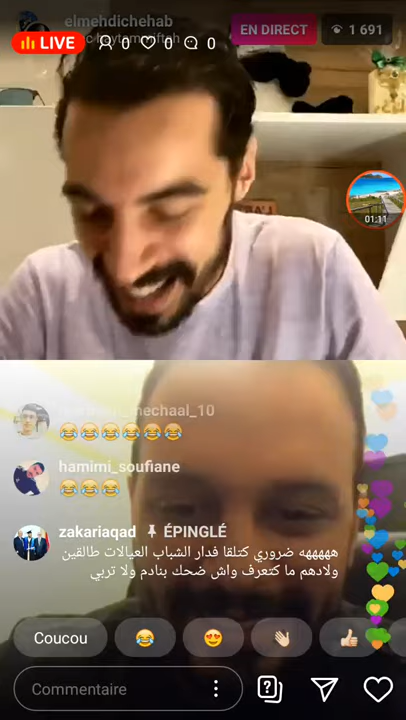 elmehdichehab
EN DIRECT
1 691
LIVE 0 0 0
01:11
mechaal_10
😂😂😂😂😂😂
hamimi_soufiane
😂😂😂
zakariaqad ÉPINGLÉ
هههههه ضروري كتلقا فدار الشباب العيالات طالقين
ولادهم ما كتعرف واش ضحك بنادم ولا تربي
Coucou 😂 😍 👋🏻 👍🏻
Commentaire